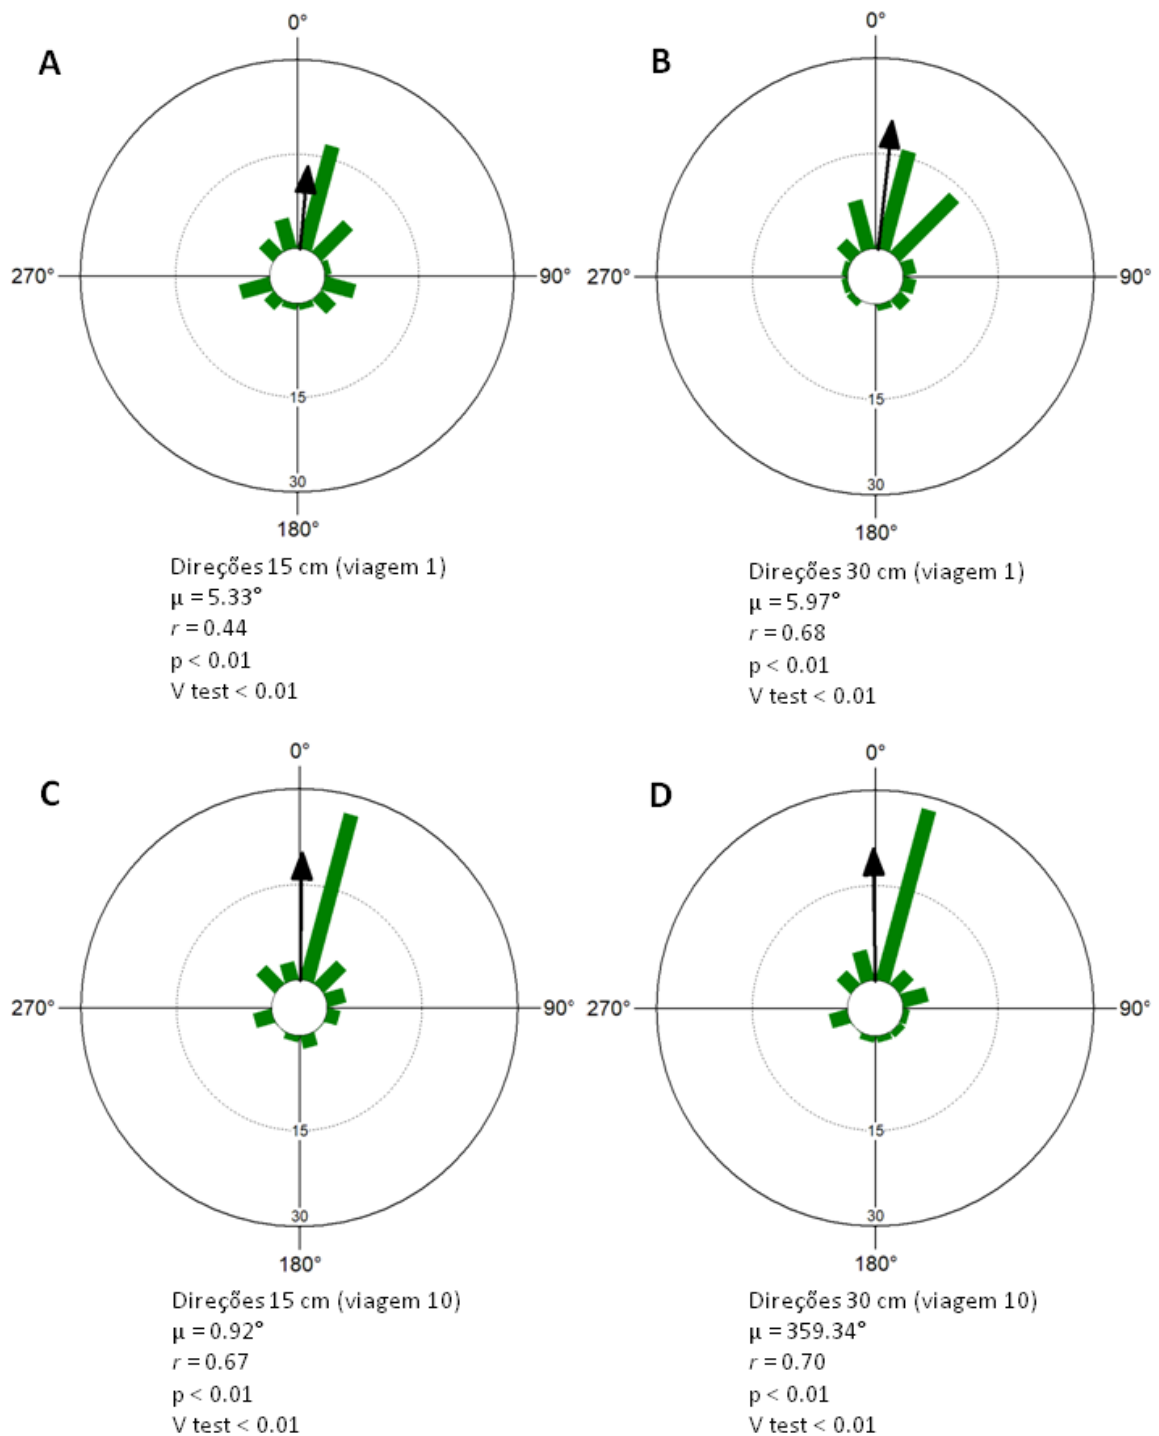 A
0°
270°
90°
15
30
180°
Direções 15 cm (viagem 1)
μ = 5.33°
r = 0.44
p < 0.01
V test < 0.01
B
0°
270°
90°
15
30
180°
Direções 30 cm (viagem 1)
μ = 5.97°
r = 0.68
p < 0.01
V test < 0.01
C
0°
270°
90°
15
30
180°
Direções 15 cm (viagem 10)
μ = 0.92°
r = 0.67
p < 0.01
V test < 0.01
D
0°
270°
90°
15
30
180°
Direções 30 cm (viagem 10)
μ = 359.34°
r = 0.70
p < 0.01
V test < 0.01